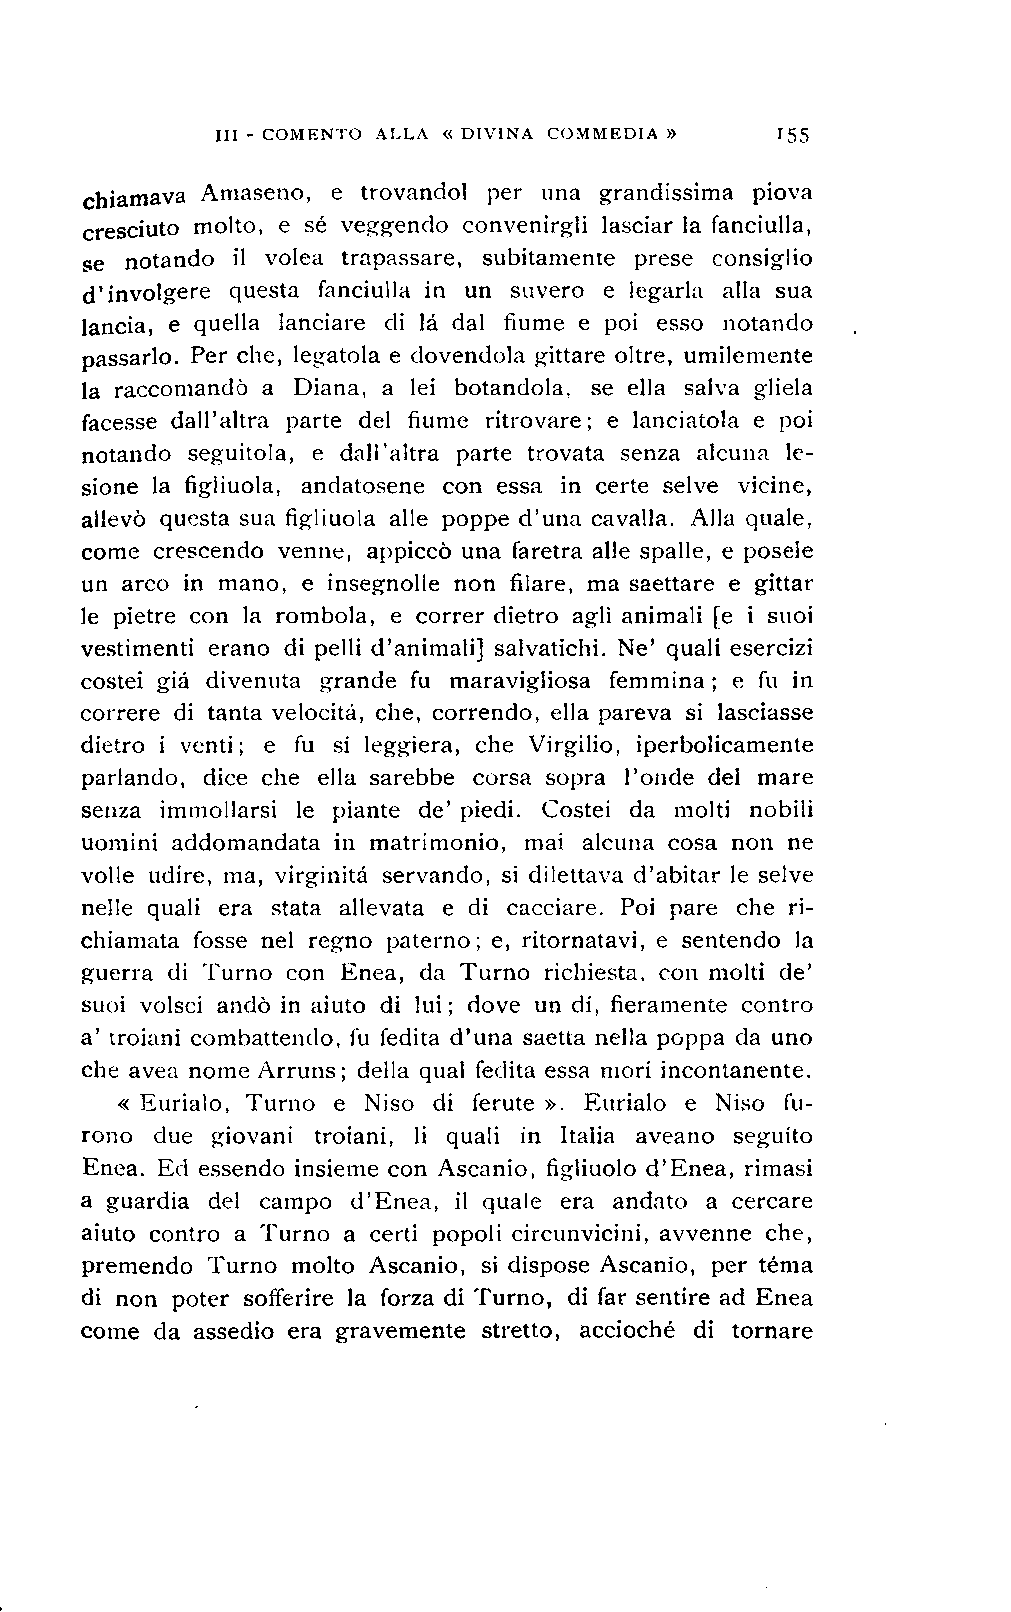 III - COMENTO ALLA « DIVINA COMMEDIA » 155
chiamava Amaseno, e trovandol per una grandissima piova
cresciuto molto, e sé veggendo convenirgli lasciar la fanciulla,
se notando il volea trapassare, subitamente prese consiglio
d'involgere questa fanciulla in un suvero e legarla alla sua
lancia, e quella lanciare di lá dal fiume e poi esso notando
passarlo. Per che, legatola e dovendola gittare oltre, umilemente
la raccomandò a Diana, a lei botandola, se ella salva gliela
facesse dall'altra parte del fiume ritrovare; e lanciatola e poi
notando seguitola, e dall'altra parte trovata senza alcuna le-
sione la figliuola, andatosene con essa in certe selve vicine,
allevò questa sua figliuola alle poppe d'una cavalla. Alla quale,
come crescendo venne, appiccò una faretra alle spalle, e posele
un arco in mano, e insegnolle non filare, ma saettare e gittar
le pietre con la rombola, e correr dietro agli animali [e i suoi
vestimenti erano di pelli d'animali] salvatichi. Ne' quali esercizi
costei giá divenuta grande fu maravigliosa femmina; e fu in
correre di tanta velocitá, che, correndo, ella pareva si lasciasse
dietro i venti; e fu si leggiera, che Virgilio, iperbolicamente
parlando, dice che ella sarebbe corsa sopra l'onde del mare
senza immollarsi le piante de' piedi. Costei da molti nobili
uomini addomandata in matrimonio, mai alcuna cosa non ne
volle udire, ma, virginitá servando, si dilettava d'abitar le selve
nelle quali era stata allevata e di cacciare. Poi pare che ri-
chiamata fosse nel regno paterno; e, ritornatavi, e sentendo la
guerra di Turno con Enea, da Turno richiesta, con molti de'
suoi volsci andò in aiuto di lui; dove un di, fieramente contro
a' troiani combattendo, fu fedita d'una saetta nella poppa da uno
che avea nome Arruns; della qual fedita essa mori incontanente.
« Eurialo, Turno e Niso di ferute ». Eurialo e Niso fu-
rono due giovani troiani, li quali in Italia aveano seguito
Enea. Ed essendo insieme con Ascanio, figliuolo d'Enea, rimasi
a guardia del campo d'Enea, il quale era andato a cercare
aiuto contro a Turno a certi popoli circunvicini, avvenne che,
premendo Turno molto Ascanio, si dispose Ascanio, per téma
di non poter sofferire la forza di Turno, di far sentire ad Enea
come da assedio era gravemente stretto, accioché di tornare